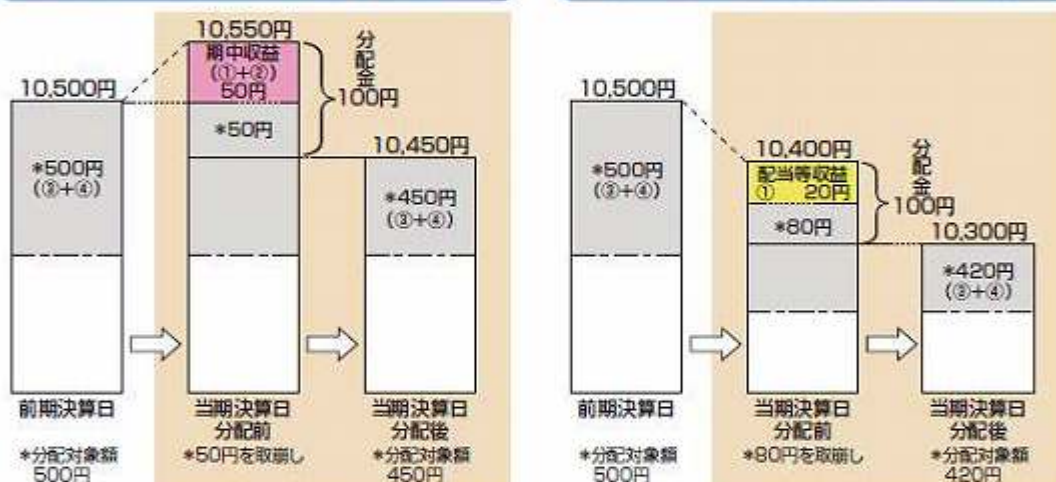 10,550円
期中収益
(①+②)
50円
*50円
分配金
100円
10,500円
*500円
(③+④)
10,450円
*450円
(③+④)
前期決算日
当期決算日
分配前
当期決算日
分配後
*分配対象額
500円
*50円を取崩し
*分配対象額
450円
10,500円
*500円
(③+④)
10,400円
配当等収益
① 20円
*80円
分配金
100円
10,300円
*420円
(③+④)
前期決算日
当期決算日
分配前
当期決算日
分配後
*分配対象額
500円
*80円を取崩し
*分配対象額
420円